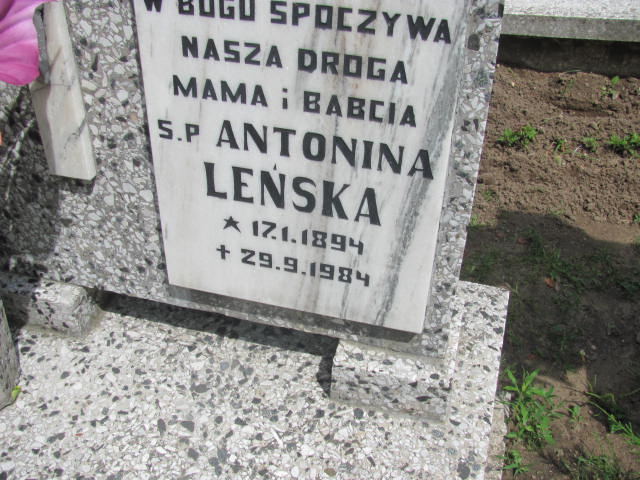 W BOGU SPOCZYWA
NASZA DROGA
MAMA i BABCIA
Ś.P ANTONINA
LEŃSKA
★ 17.1.1894
✝ 29.9.1984